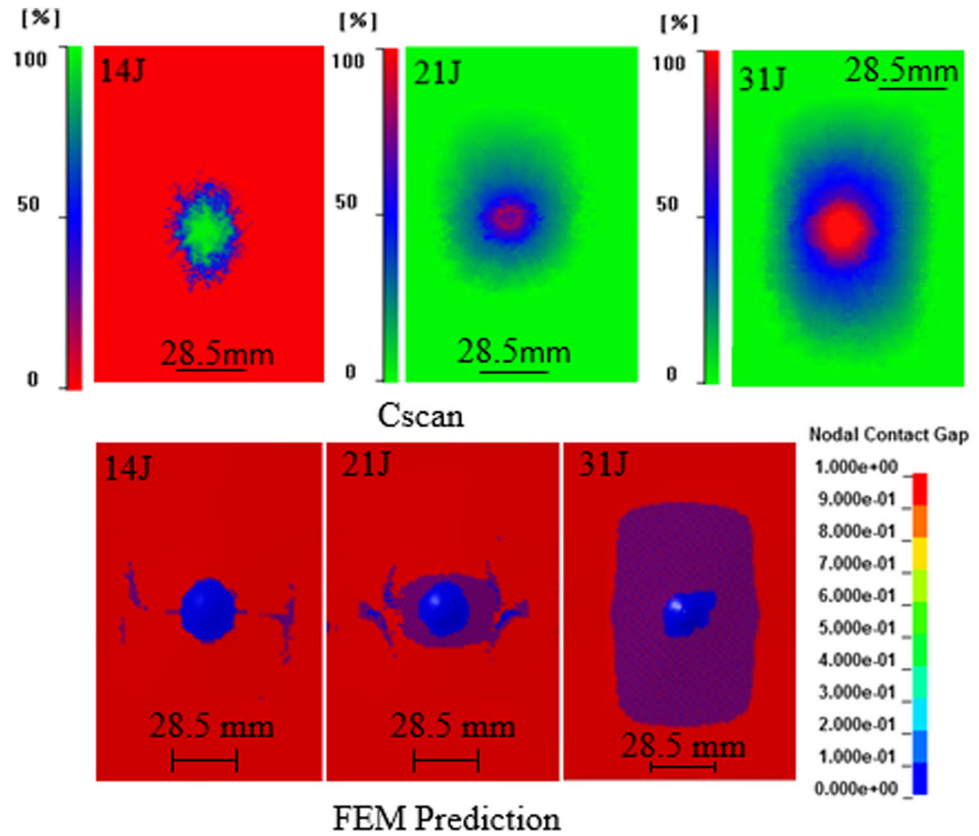 [%]
[%]
[%]
100
14J
100
21J
100
31J
28.5mm
50
50
50
0
28.5mm
0
28.5mm
0
Cscan
Nodal Contact Gap
14J
21J
31J
1.000e+00
9.000e-01
8.000e-01
7.000e-01
6.000e-01
5.000e-01
4.000e-01
3.000e-01
2.000e-01
1.000e-01
0.000e+00
28.5 mm
28.5 mm
28.5 mm
FEM Prediction